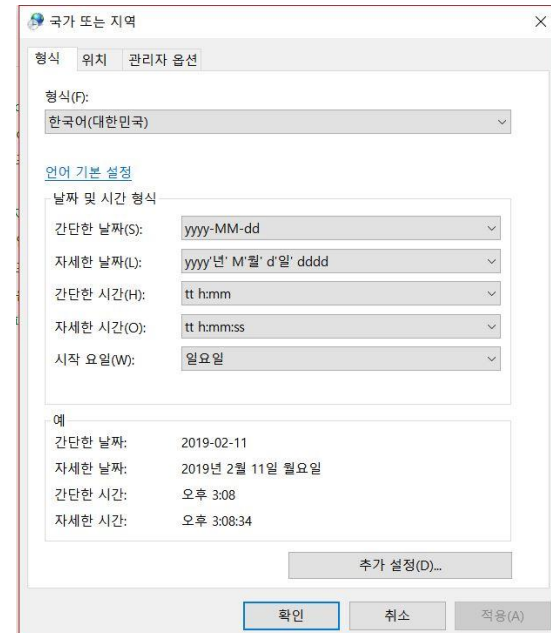 국가 또는 지역
형식 위치 관리자 옵션
형식(F):
한국어(대한민국)
언어 기본 설정
날짜 및 시간 형식
간단한 날짜(S): yyyy-MM-dd
자세한 날짜(L): yyyy'년' M'월' d'일' dddd
간단한 시간(H): tt h:mm
자세한 시간(O): tt h:mm:ss
시작 요일(W): 일요일
예
간단한 날짜: 2019-02-11
자세한 날짜: 2019년 2월 11일 월요일
간단한 시간: 오후 3:08
자세한 시간: 오후 3:08:34
추가 설정(D)...
확인 취소 적용(A)